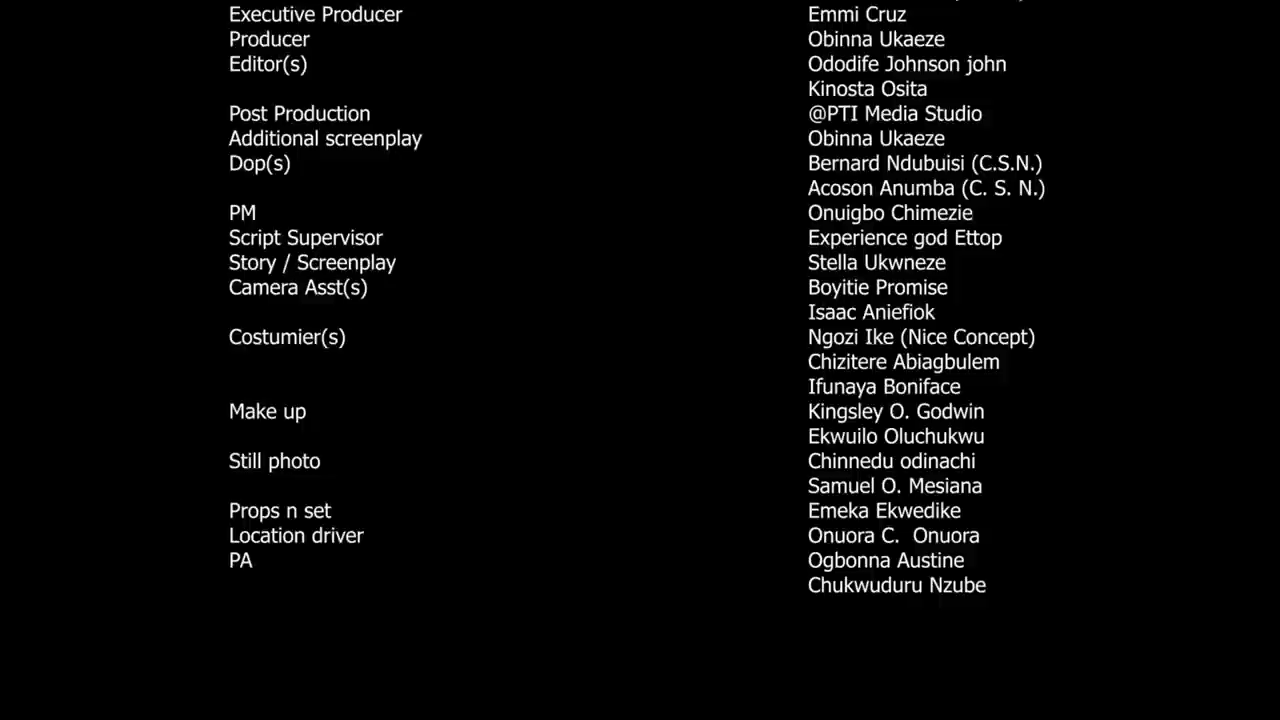 Executive Producer Emmi Cruz
Producer Obinna Ukaeze
Editor(s) Ododife Johnson john
Kinosta Osita
Post Production @PTI Media Studio
Additional screenplay Obinna Ukaeze
Dop(s) Bernard Ndubuisi (C.S.N.)
Acoson Anumba (C. S. N.)
PM Onuigbo Chimezie
Script Supervisor Experience god Ettop
Story / Screenplay Stella Ukwneze
Camera Asst(s) Boyitie Promise
Isaac Aniefiok
Costumier(s) Ngozi Ike (Nice Concept)
Chizitere Abiagbulem
Ifunaya Boniface
Make up Kingsley O. Godwin
Ekwuilo Oluchukwu
Still photo Chinnedu odinachi
Samuel O. Mesiana
Props n set Emeka Ekwedike
Location driver Onuora C.  Onuora
PA Ogbonna Austine
Chukwuduru Nzube